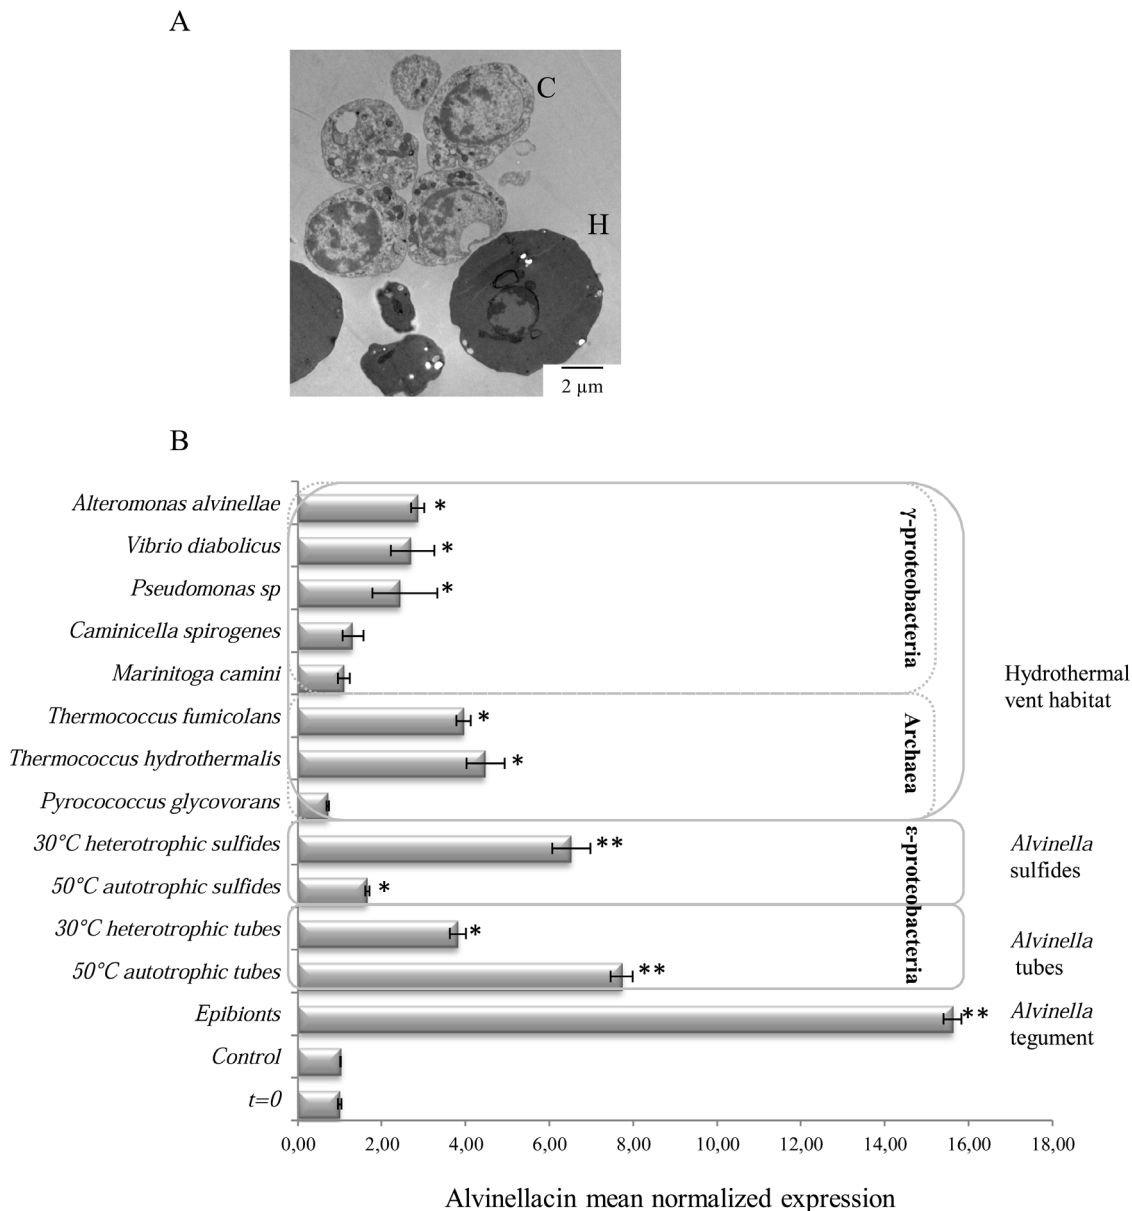 A
C
H
2 µm
B
Alteromonas alvinellae
*
Vibrio diabolicus
*
Pseudomonas sp
*
Caminicella spirogenes
Marinitoga camini
γ-proteobacteria
Thermococcus fumicolans
*
Thermococcus hydrothermalis
*
Pyrocococcus glycovorans
Archaea
Hydrothermal
vent habitat
30°C heterotrophic sulfides
**
50°C autotrophic sulfides
*
Alvinella
sulfides
30°C heterotrophic tubes
*
50°C autotrophic tubes
**
ε-proteobacteria
Alvinella
tubes
Epibionts
**
Alvinella
tegument
Control
t=0
0,00 2,00 4,00 6,00 8,00 10,00 12,00 14,00 16,00 18,00
Alvinellacin mean normalized expression